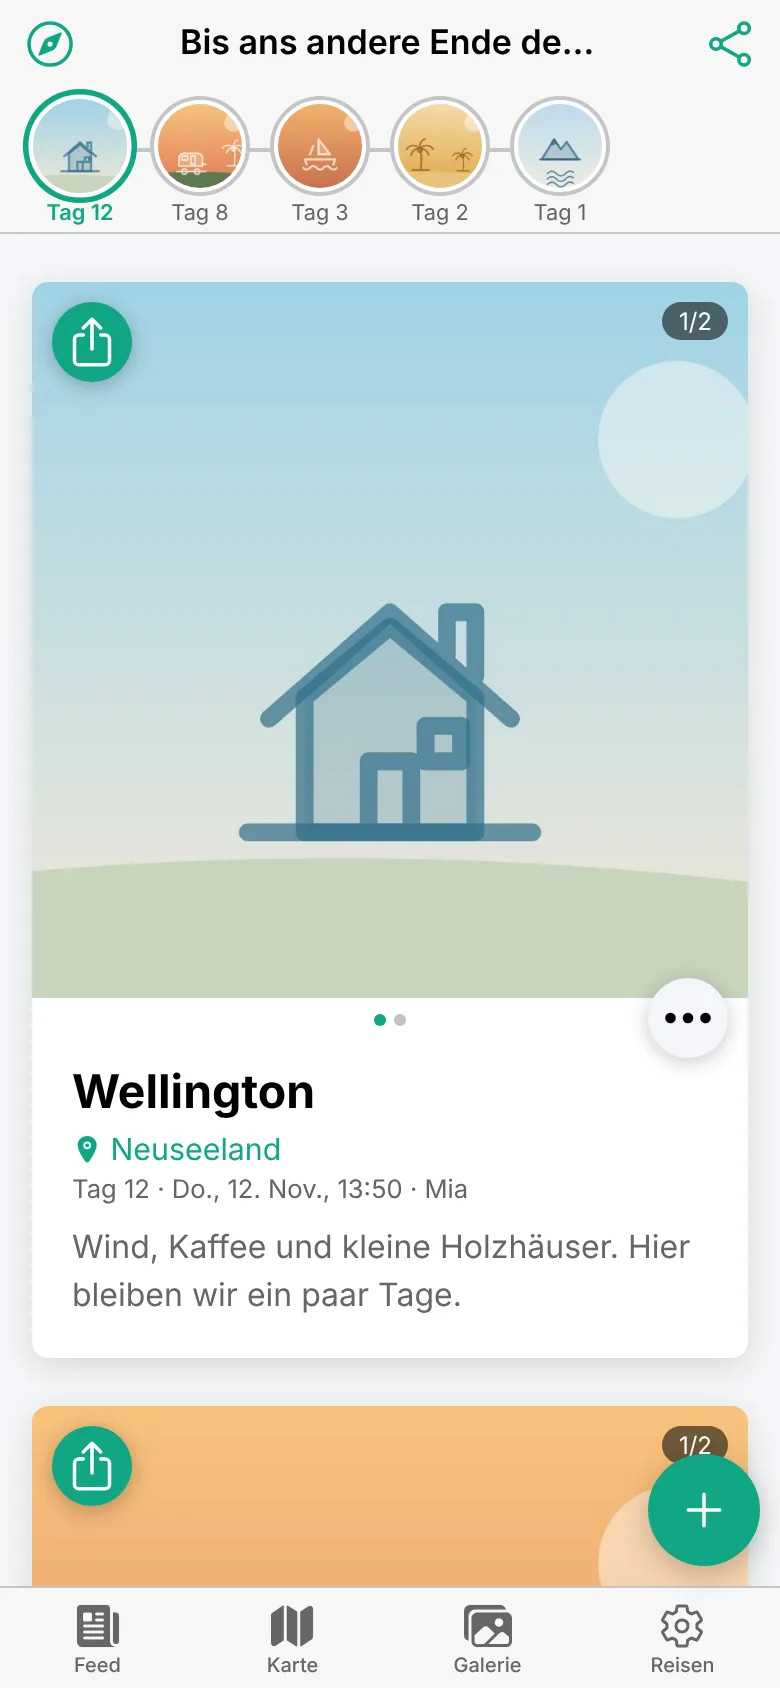 Bis ans andere Ende de...
Tag 12
Tag 8
Tag 3
Tag 2
Tag 1
1/2
Wellington
Neuseeland
Tag 12 · Do., 12. Nov., 13:50 · Mia
Wind, Kaffee und kleine Holzhäuser. Hier
bleiben wir ein paar Tage.
1/2
Feed
Karte
Galerie
Reisen